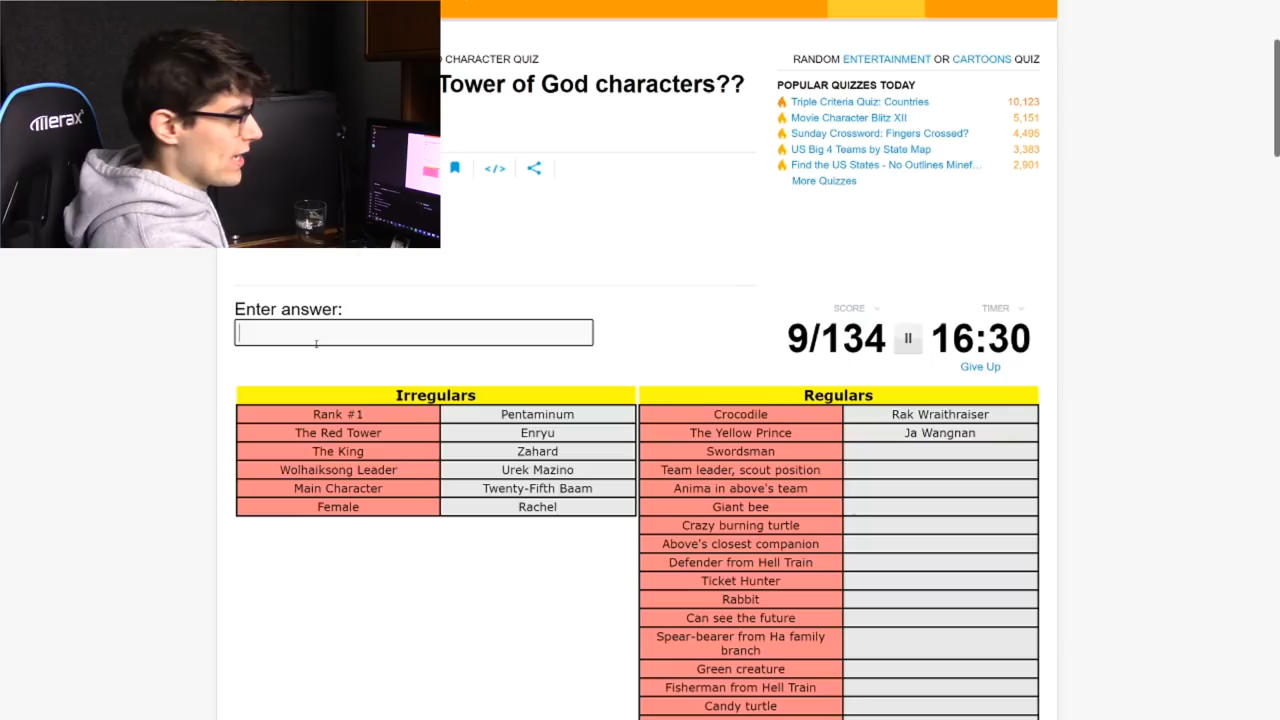 merax
CHARACTER QUIZ
Tower of God characters??
</>
RANDOM ENTERTAINMENT OR CARTOONS QUIZ
POPULAR QUIZZES TODAY
Triple Criteria Quiz: Countries 10,123
Movie Character Blitz XII 5,151
Sunday Crossword: Fingers Crossed? 4,495
US Big 4 Teams by State Map 3,383
Find the US States - No Outlines Minef... 2,901
More Quizzes
Enter answer:
SCORE TIMER
9/134 16:30
Give Up
Irregulars
Rank #1 Pentaminum
The Red Tower Enryu
The King Zahard
Wolhaiksong Leader Urek Mazino
Main Character Twenty-Fifth Baam
Female Rachel
Regulars
Crocodile Rak Wraithraiser
The Yellow Prince Ja Wangnan
Swordsman
Team leader, scout position
Anima in above's team
Giant bee
Crazy burning turtle
Above's closest companion
Defender from Hell Train
Ticket Hunter
Rabbit
Can see the future
Spear-bearer from Ha family
branch
Green creature
Fisherman from Hell Train
Candy turtle